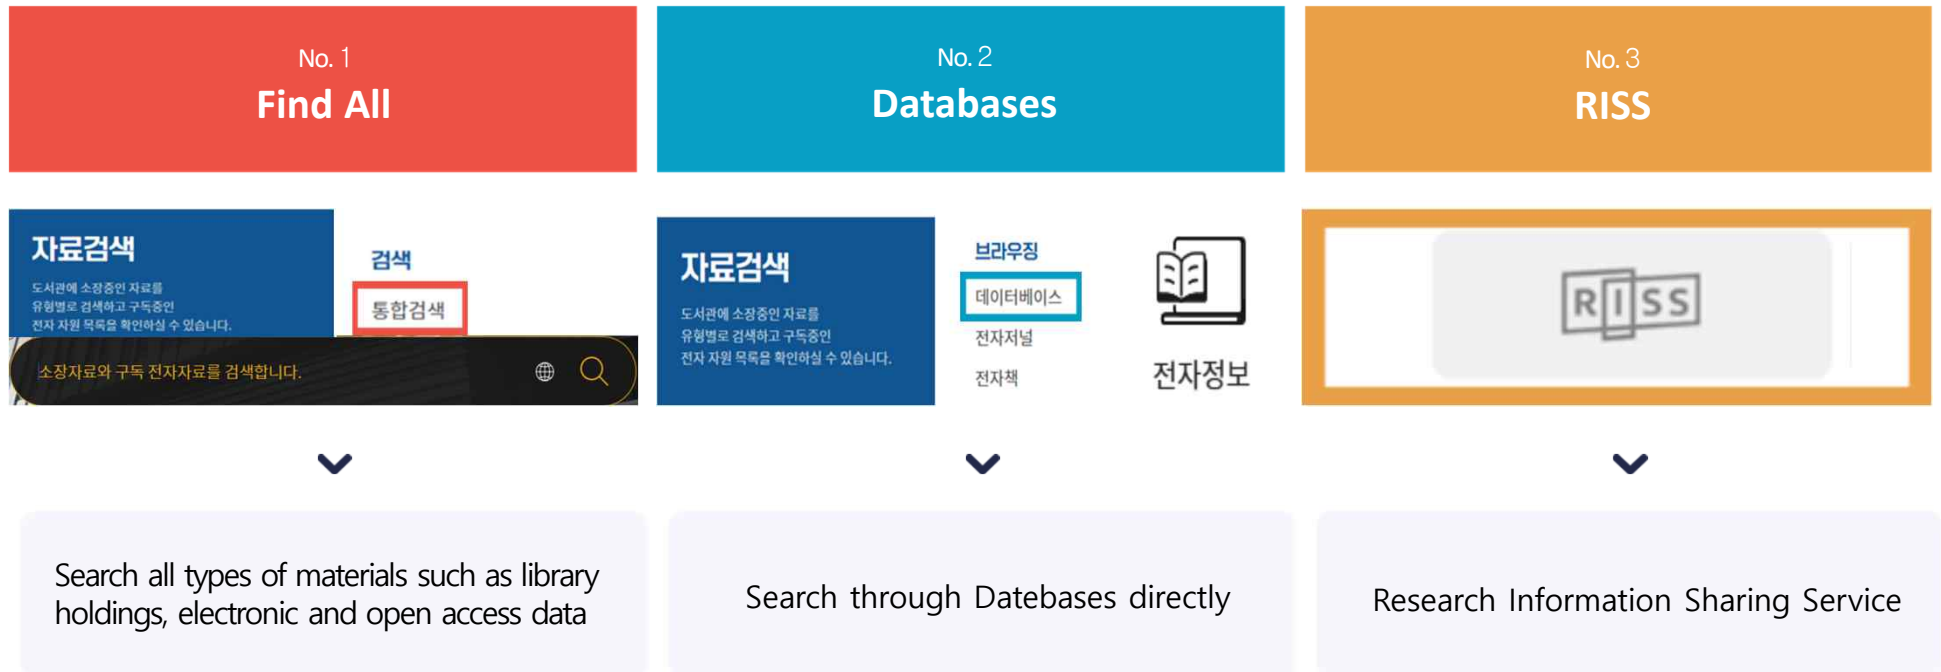 No. 1
Find All
No. 2
Databases
No. 3
RISS
자료검색
도서관에 소장중인 자료를
유형별로 검색하고 구독중인
전자 자원 목록을 확인하실 수 있습니다.
검색
통합검색
소장자료와 구독 전자자료를 검색합니다.
자료검색
도서관에 소장중인 자료를
유형별로 검색하고 구독중인
전자 자원 목록을 확인하실 수 있습니다.
브라우징
데이터베이스
전자저널
전자책
전자정보
RISS
Search all types of materials such as library
holdings, electronic and open access data
Search through Datebases directly
Research Information Sharing Service